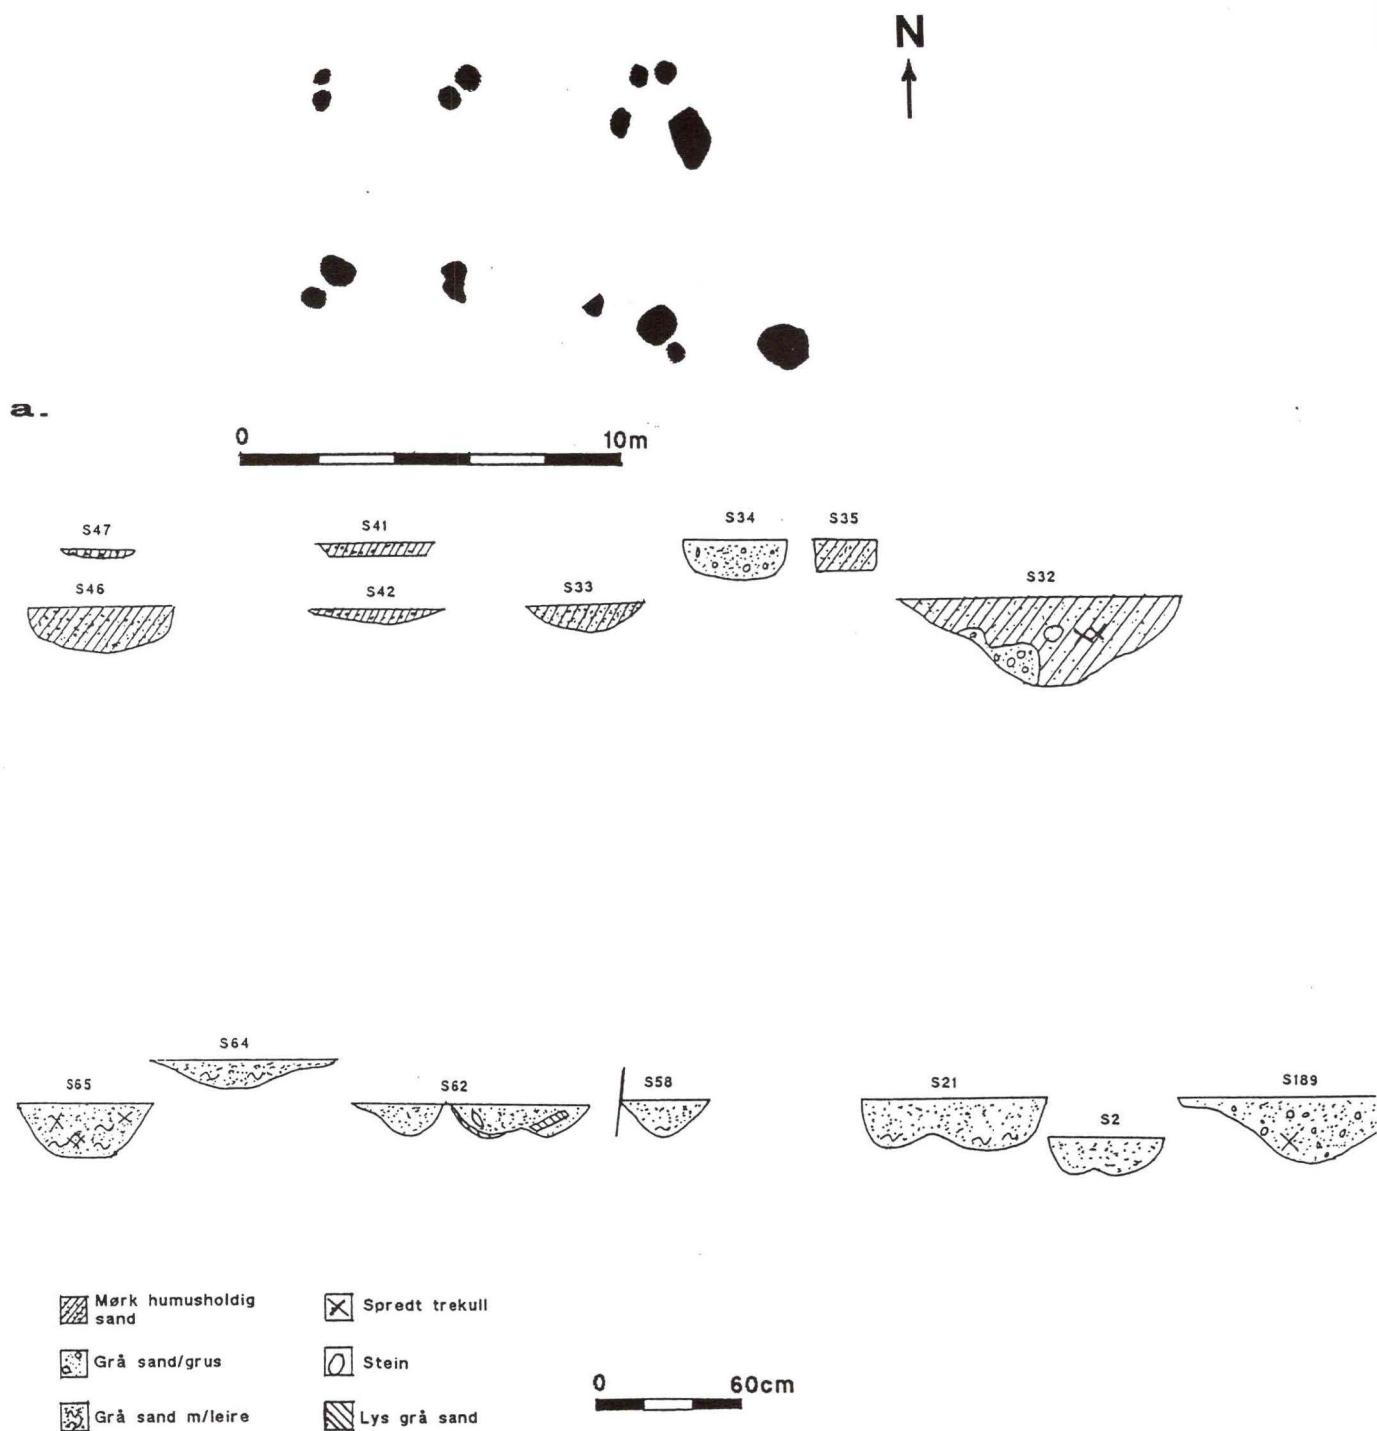 N
a.
0 10m
S47 S41 S34 S35
S46 S42 S33 S32
S64
S65 S62 S58 S21 S2 S189
Mørk humusholdig
sand
Spredt trekull
Grå sand/grus
Stein
0 60cm
Grå sand m/leire
Lys grå sand